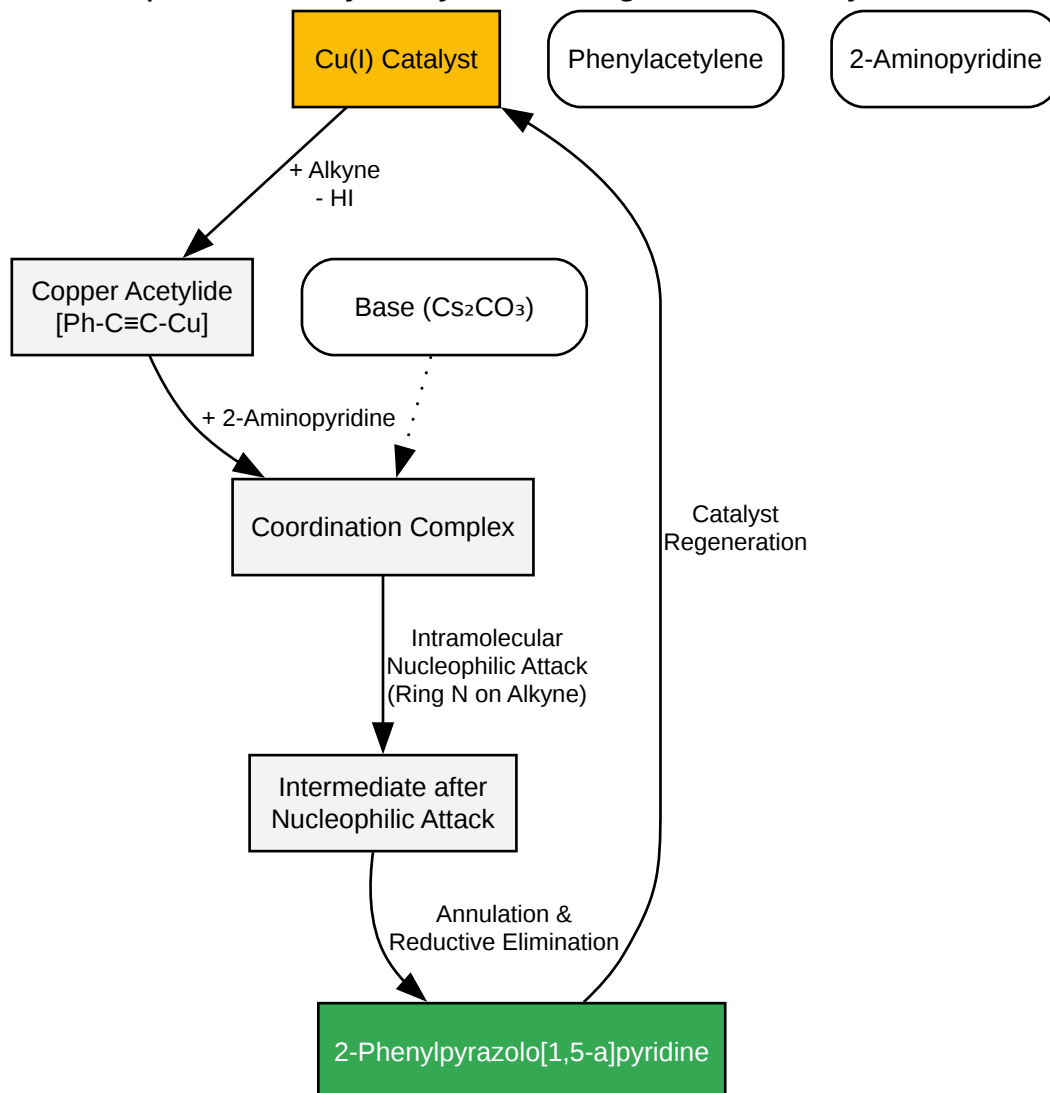 Cu(I) Catalyst
Phenylacetylene
2-Aminopyridine
+ Alkyne
- HI
Copper Acetylide
[Ph-C≡C-Cu]
Base (Cs₂CO₃)
+ 2-Aminopyridine
Coordination Complex
Catalyst
Regeneration
Intramolecular
Nucleophilic Attack
(Ring N on Alkyne)
Intermediate after
Nucleophilic Attack
Annulation &
Reductive Elimination
2-Phenylpyrazolo[1,5-a]pyridine